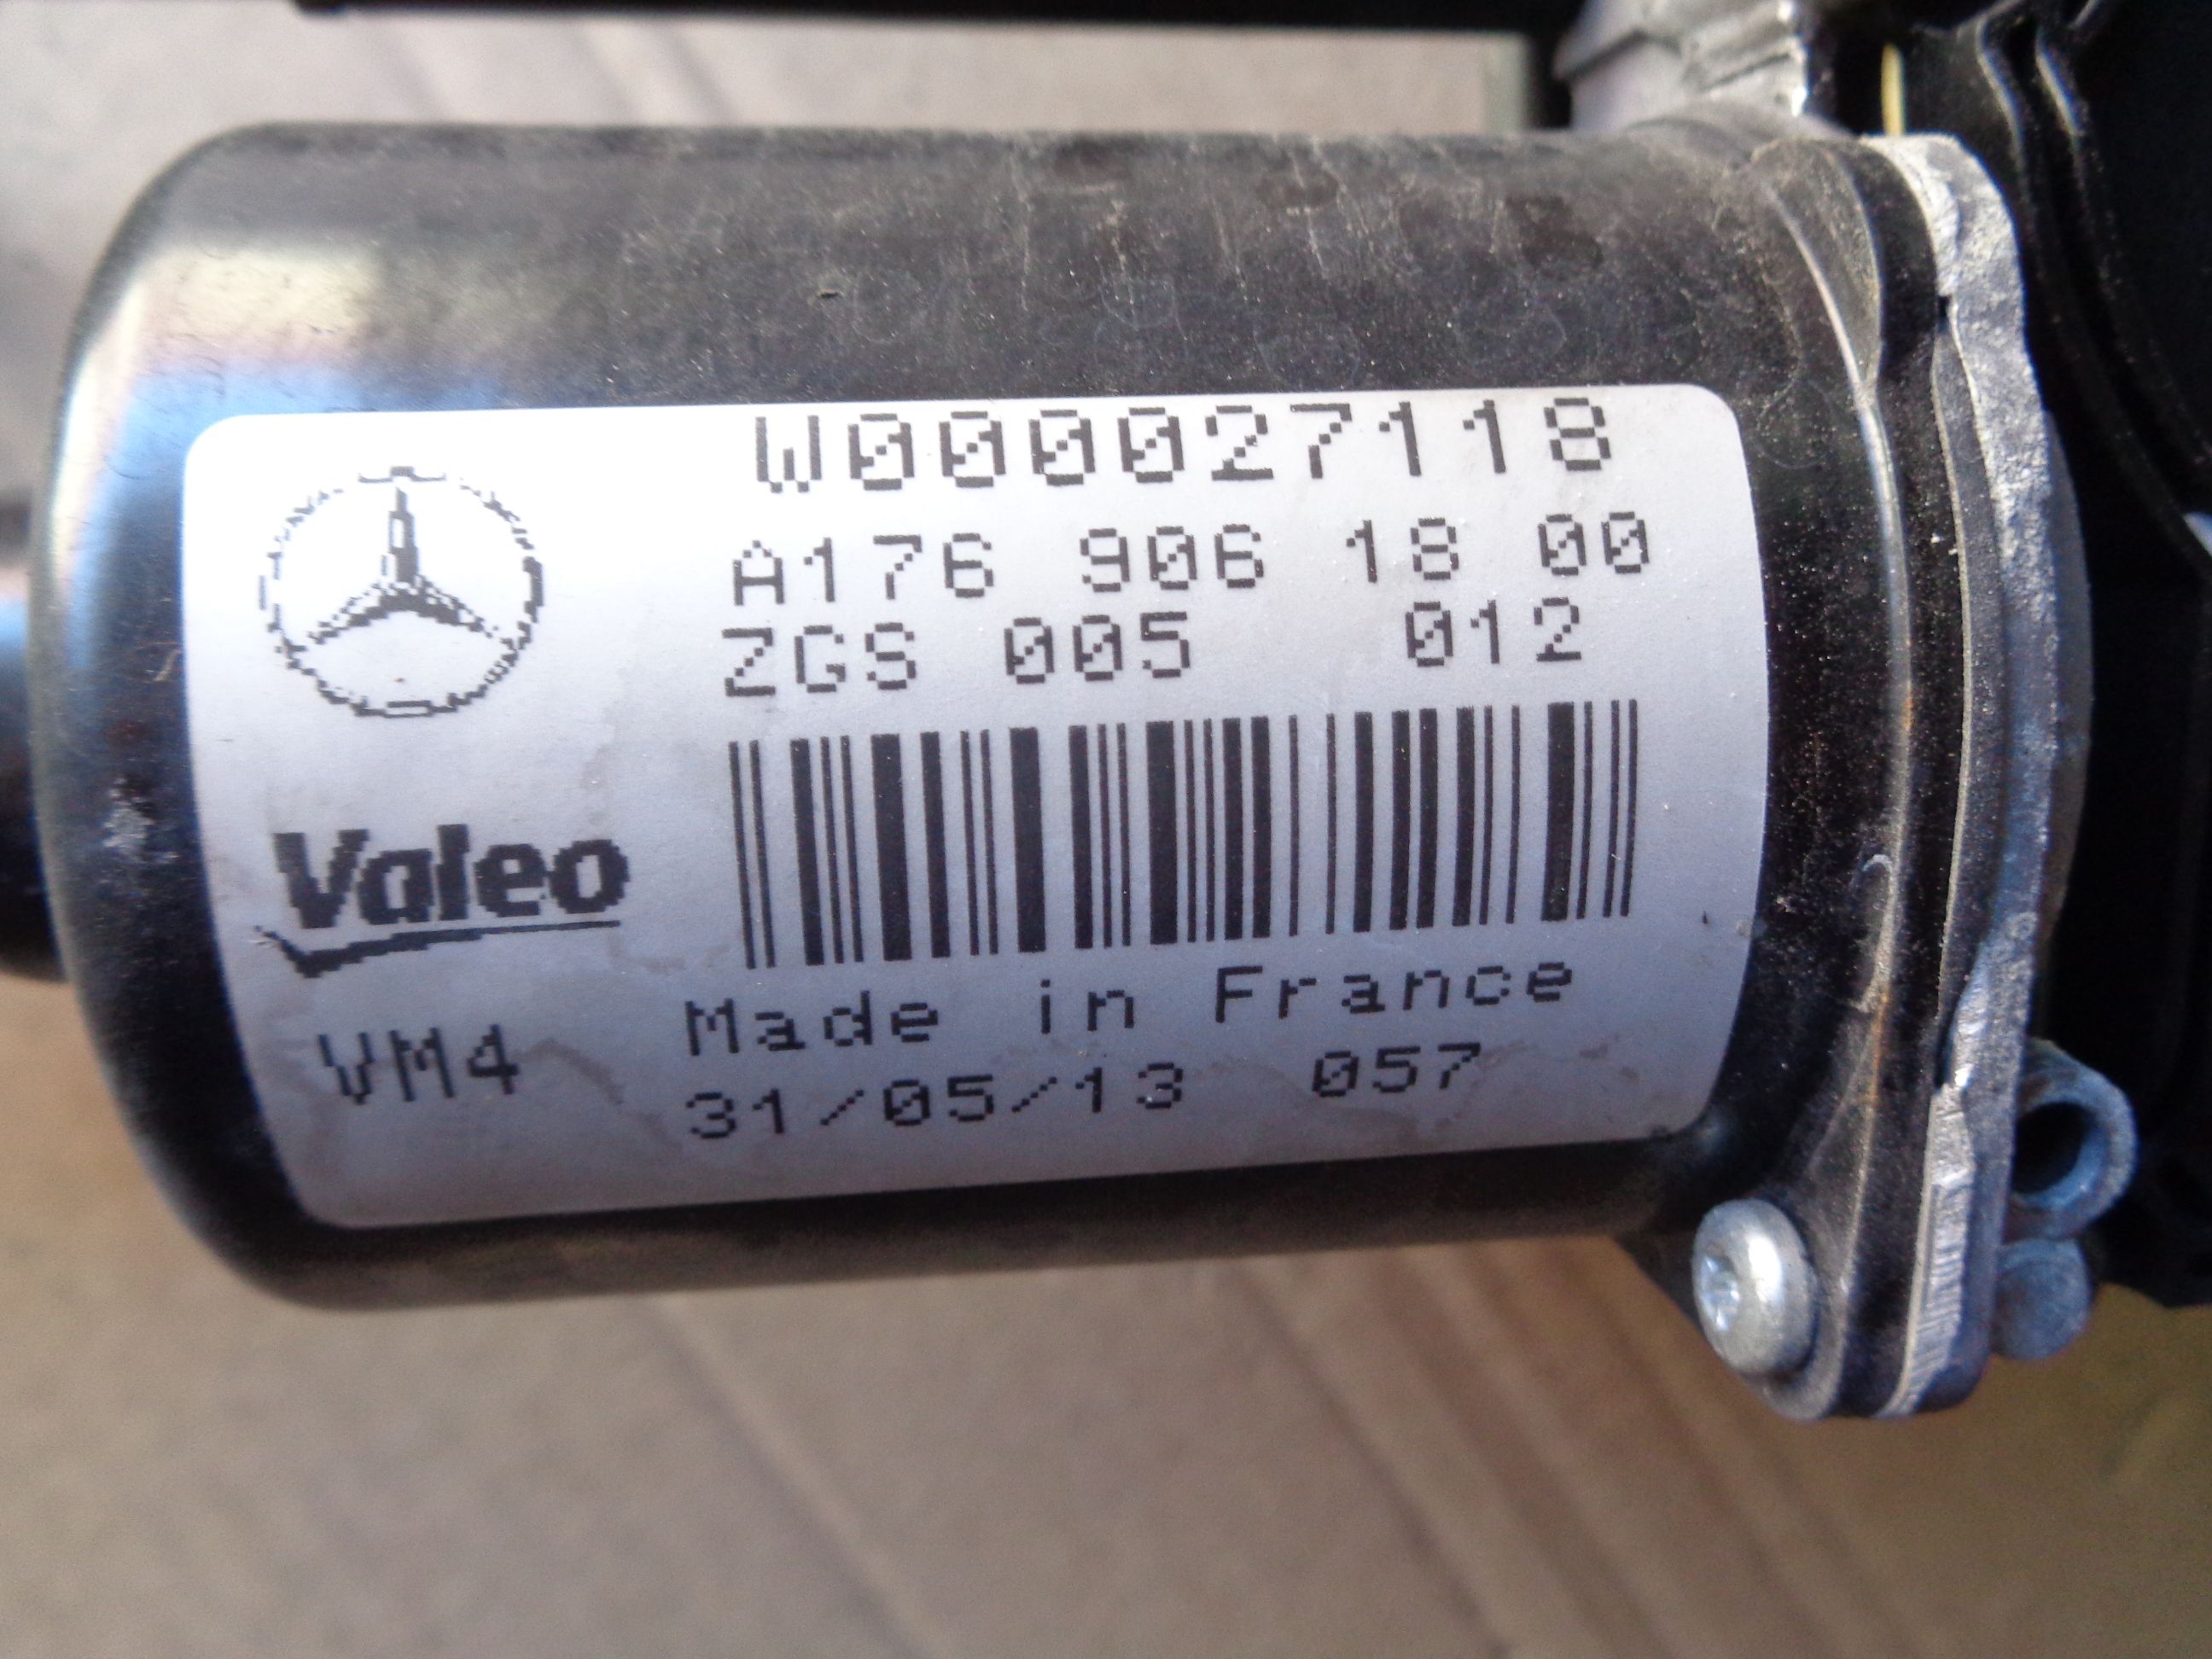 W000027118
A176 906 18 00
ZGS 005 012
Valeo
VM4
Made in France
31/05/13 057